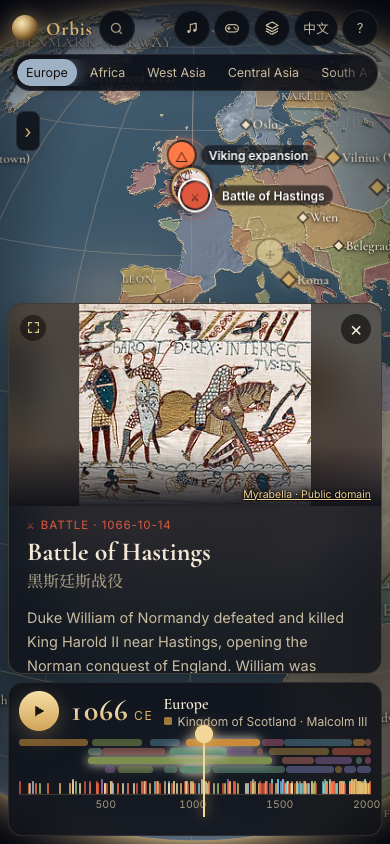 Orbis
中文
?
DENMARK-NORWAY
Europe
Africa
West Asia
Central Asia
South A
KARELIANS
Oslo
town)
Viking expansion
Vilnius (V
Battle of Hastings
Wien
Belgrad
LEON
Roma
HAROLD:REX:INTERFEC
TVS:EST
Myrabella · Public domain
BATTLE · 1066-10-14
Battle of Hastings
黑斯廷斯战役
Duke William of Normandy defeated and killed
King Harold II near Hastings, opening the
Norman conquest of England. William was
1066 CE
Europe
Kingdom of Scotland · Malcolm III
500
1000
1500
2000